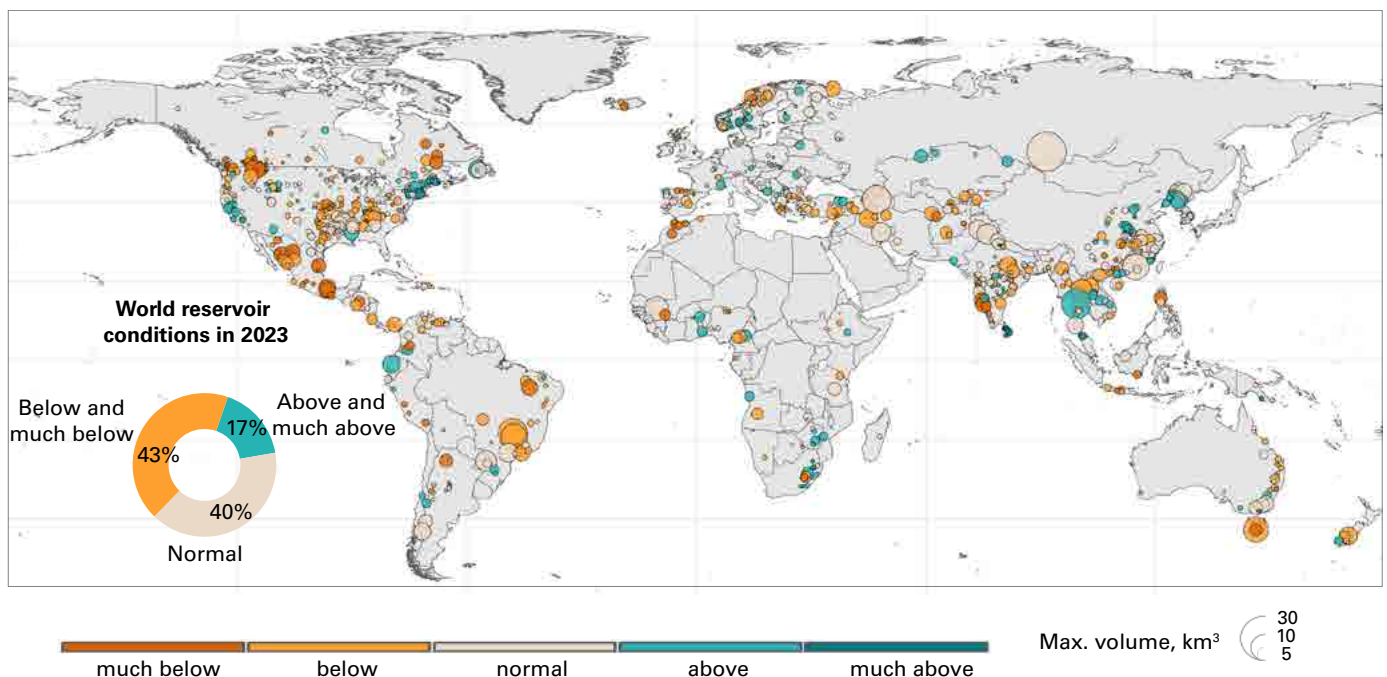 World reservoir
conditions in 2023
Below and
much below
Above and
much above
17%
43%
40%
Normal
much below
below
normal
above
much above
Max. volume, km³
30
10
5